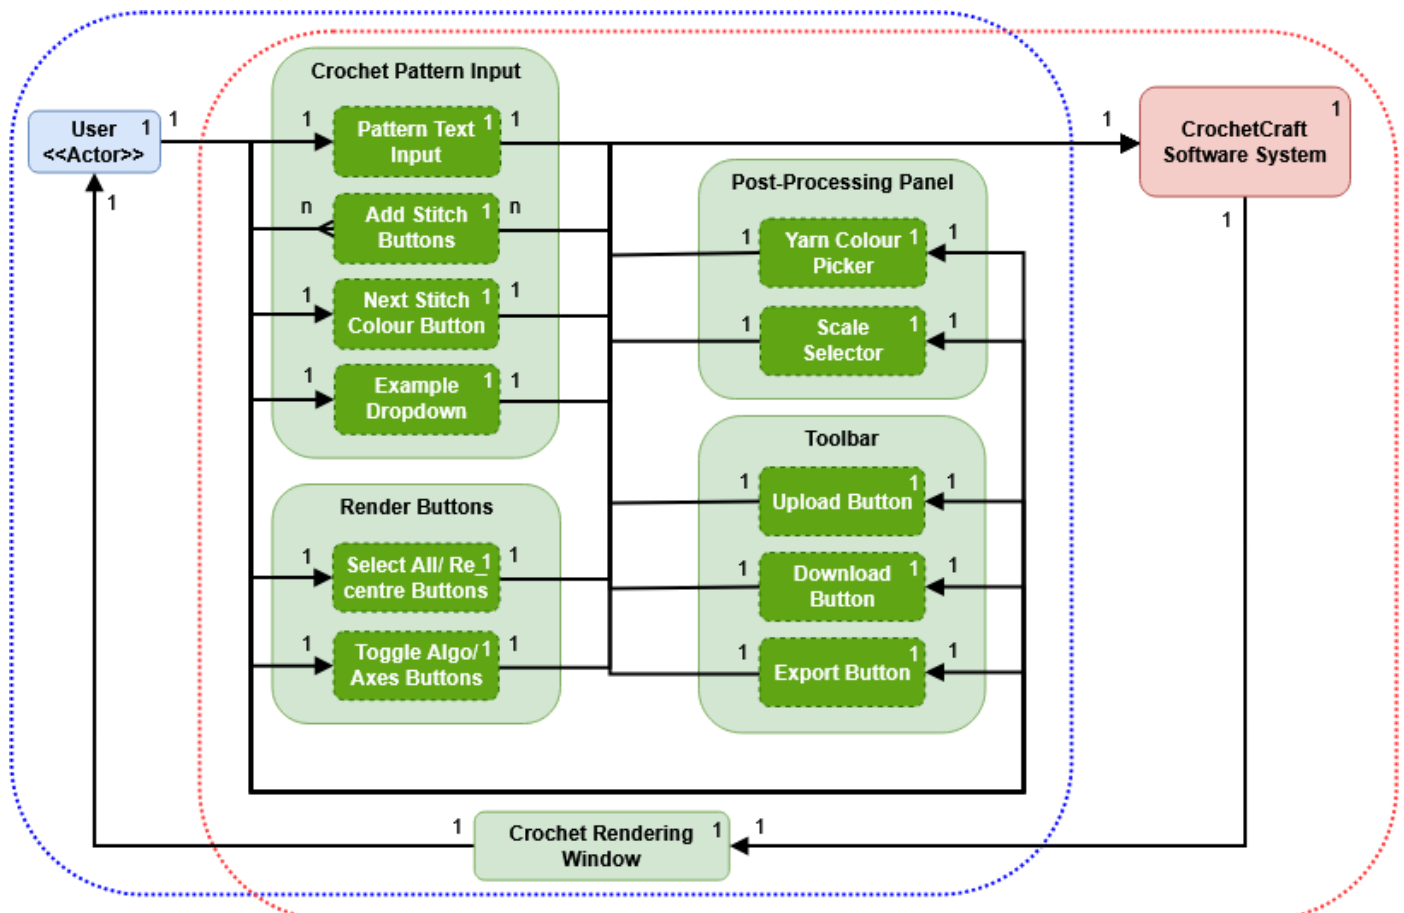 Crochet Pattern Input
User 1
<<Actor>>
1
1
Pattern Text 1
Input
1
1
CrochetCraft 1
Software System
n
Add Stitch 1
Buttons
n
1
1
Next Stitch 1
Colour Button
1
1
Example 1
Dropdown
1
Post-Processing Panel
1
Yarn Colour 1
Picker
1
1
Scale 1
Selector
1
Toolbar
1
Upload Button 1
1
1
Download 1
Button
1
1
Export Button 1
1
Render Buttons
1
Select All/ Re_ 1
centre Buttons
1
1
Toggle Algo/ 1
Axes Buttons
1
1
1
Crochet Rendering 1
Window
1
1